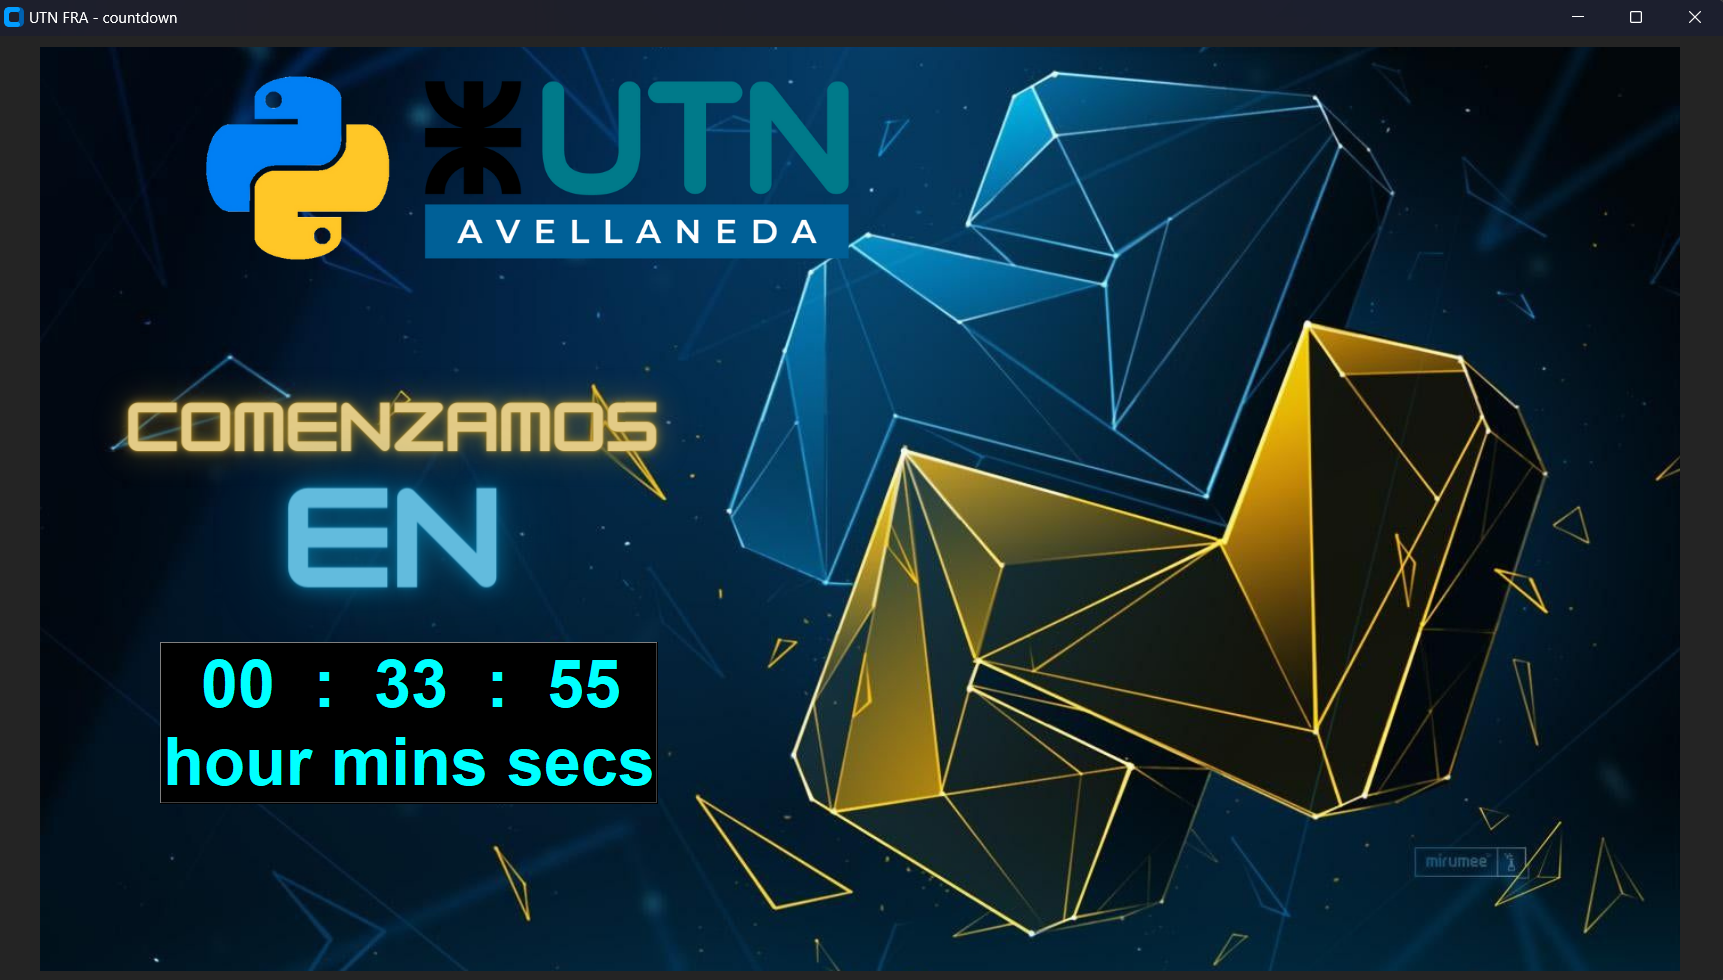 UTN FRA - countdown
UTN
AVELLANEDA
COMENZAMOS
EN
00 : 33 : 55
hour mins secs
mirumee